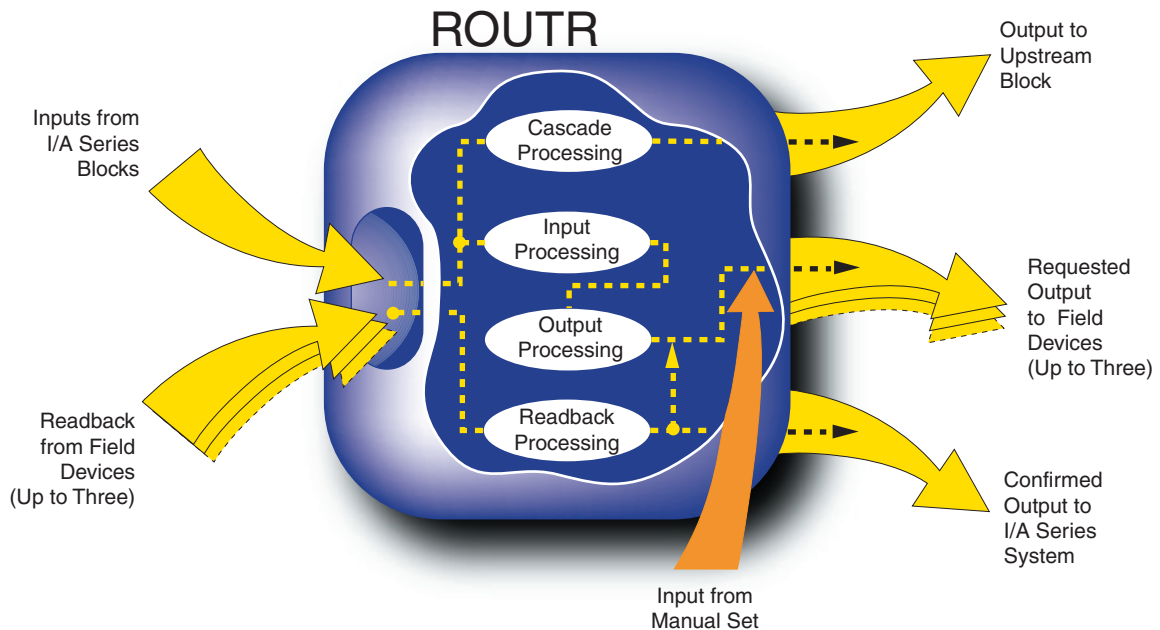 ROUTR
Inputs from
I/A Series
Blocks
Readback
from Field
Devices
(Up to Three)
Cascade
Processing
Input
Processing
Output
Processing
Readback
Processing
Output to
Upstream
Block
Requested
Output
to Field
Devices
(Up to Three)
Confirmed
Output to
I/A Series
System
Input from
Manual Set